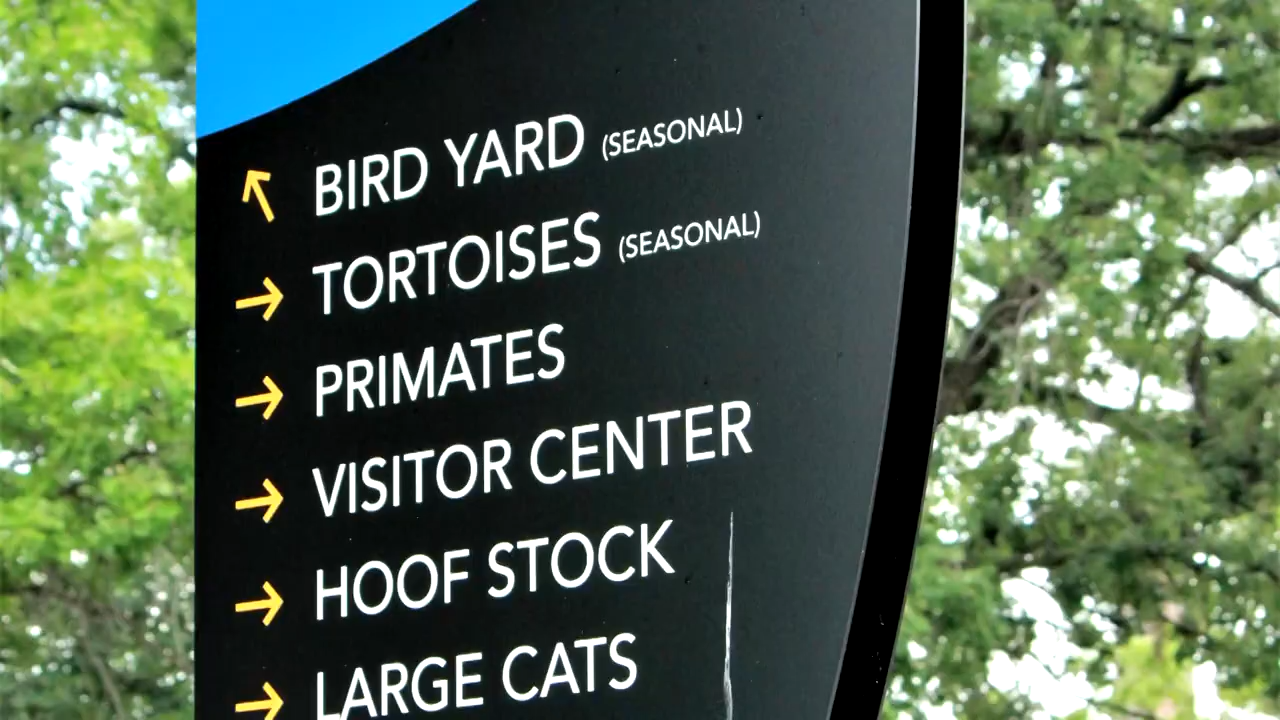 BIRD YARD (SEASONAL)
TORTOISES (SEASONAL)
PRIMATES
VISITOR CENTER
HOOF STOCK
LARGE CATS